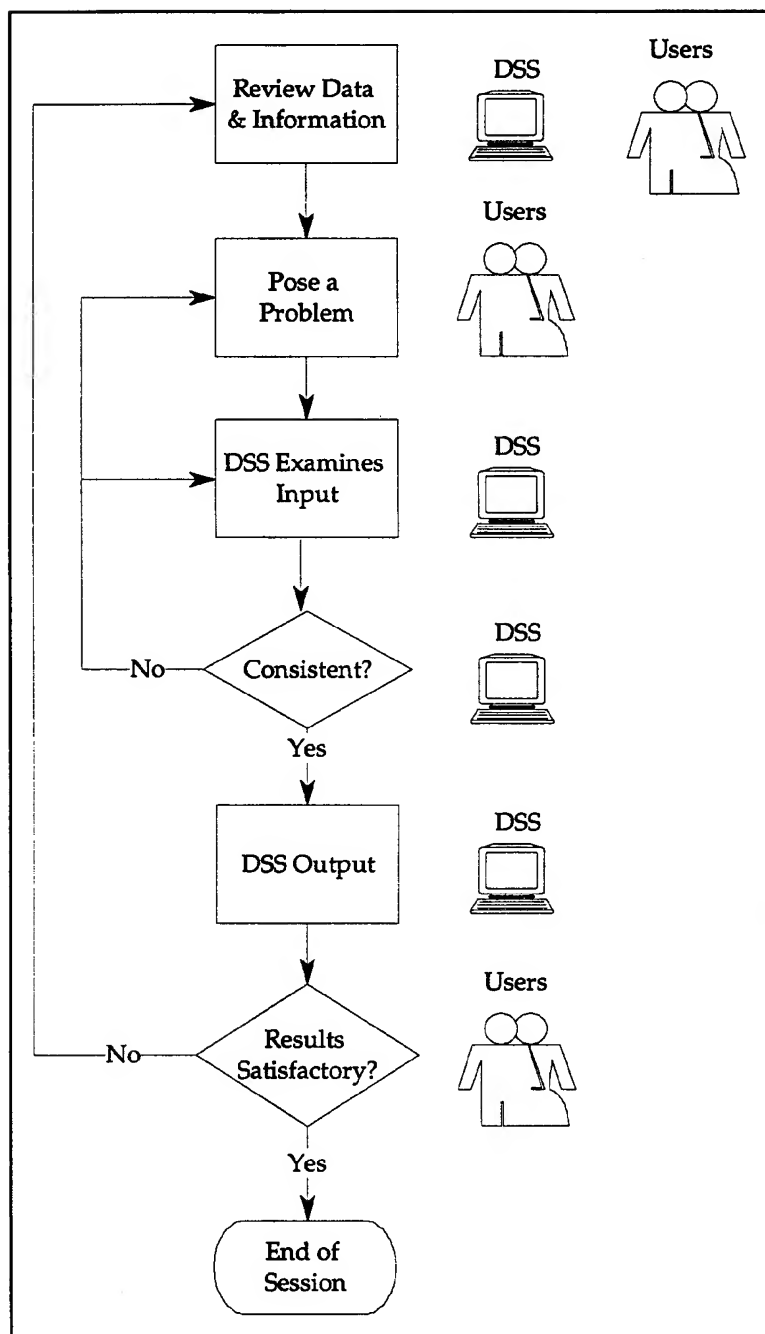 Users
DSS
Review Data
& Information
Users
Pose a
Problem
DSS
DSS Examines
Input
DSS
No
Consistent?
Yes
DSS
DSS Output
Users
Results
No
Satisfactory?
Yes
End of
Session